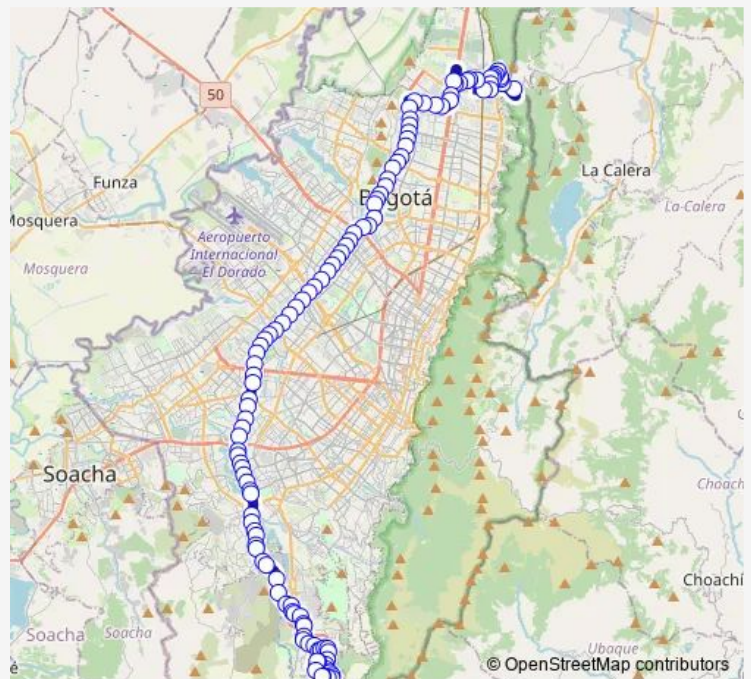 50
La Calera
Funza
La-Calera
Bogotá
Mosquera
Aeropuerto
Internacional
El Dorado
Mosquera
Soacha
Choach
Choachí
Soacha
Soacha
Ubaque
é
© OpenStreetMap contributors